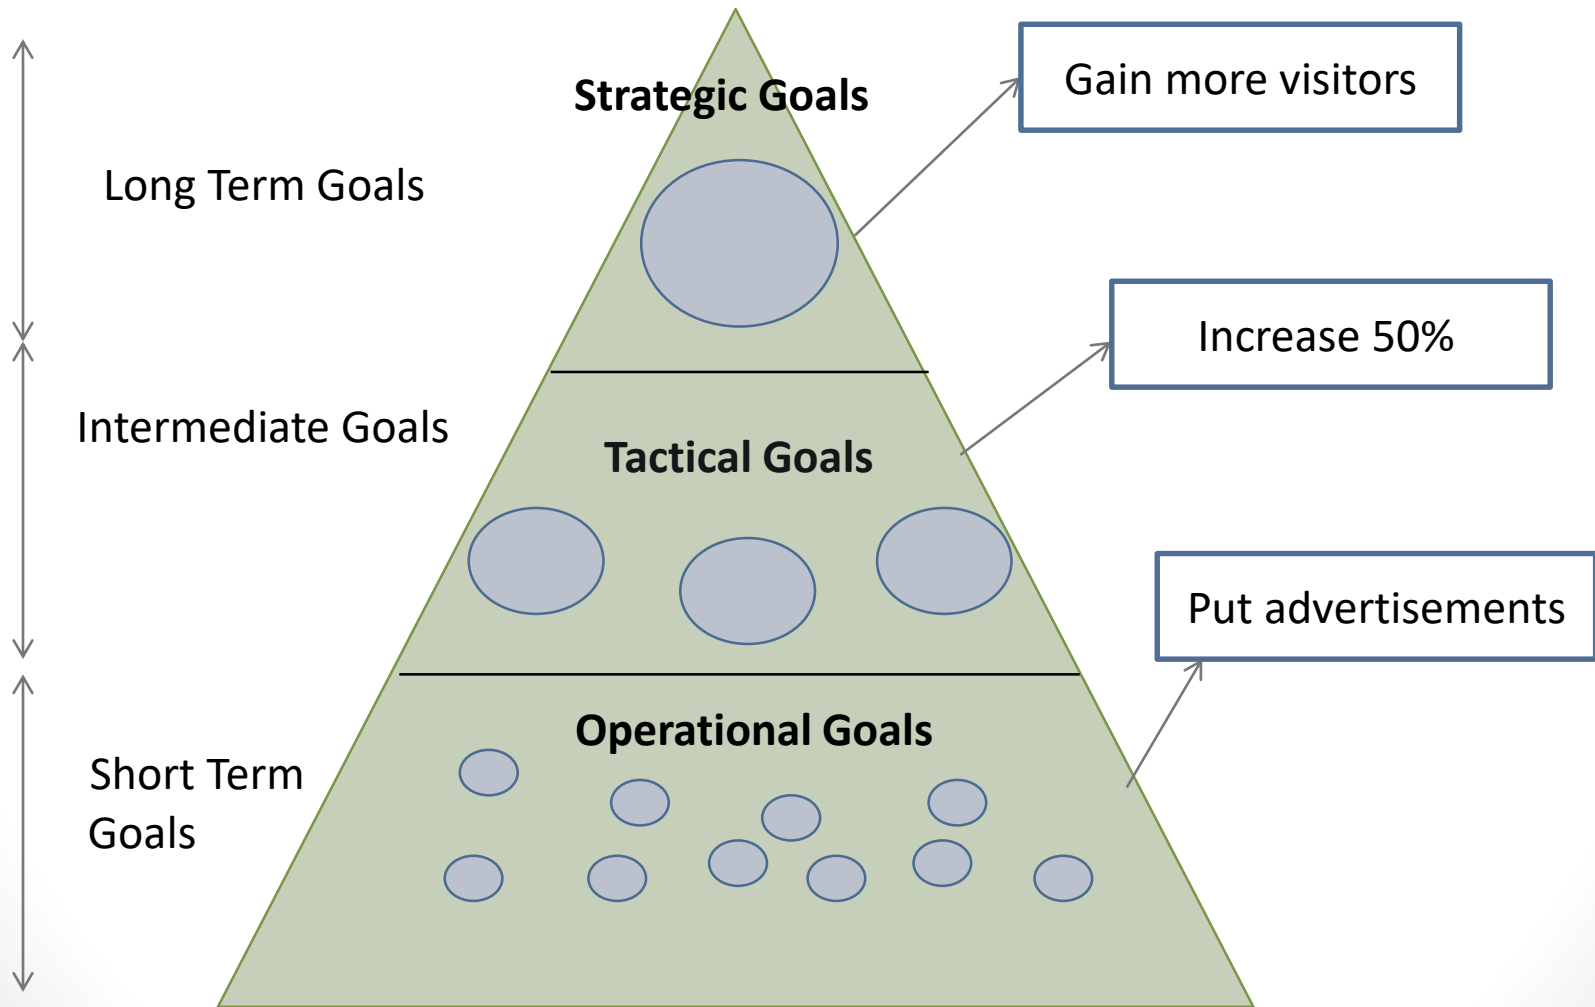 Strategic Goals
Gain more visitors
Long Term Goals
Increase 50%
Intermediate Goals
Tactical Goals
Put advertisements
Operational Goals
Short Term
Goals